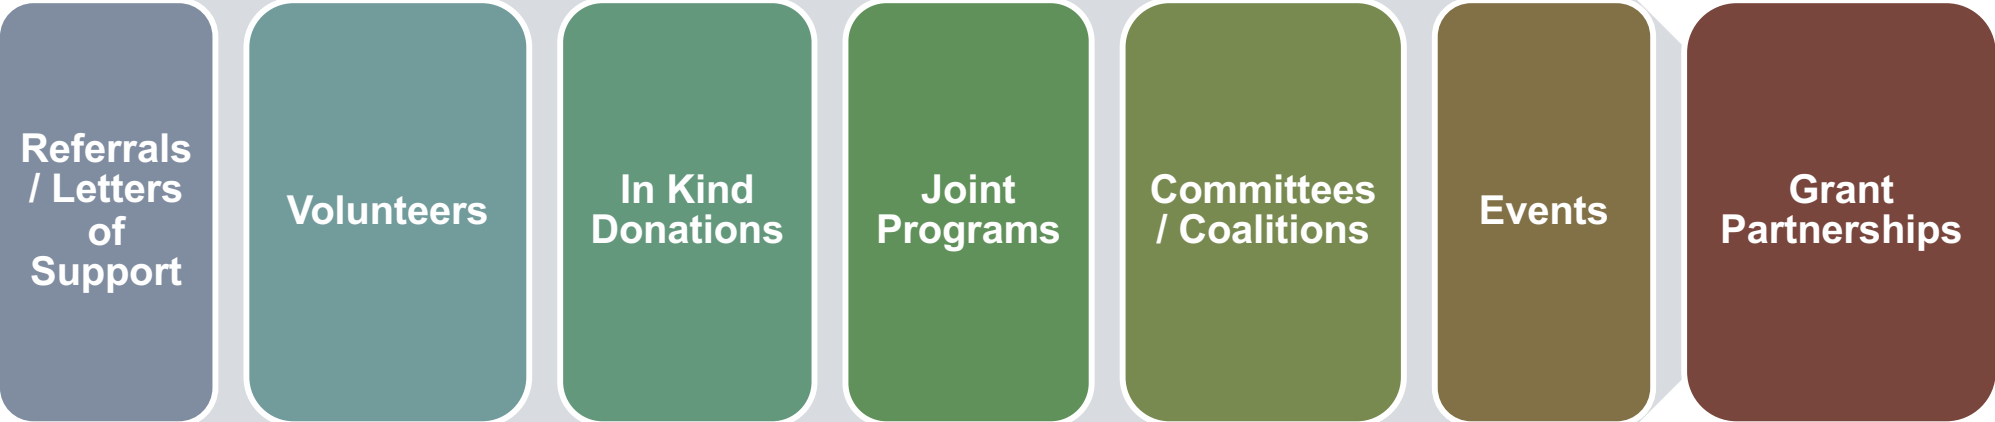 Referrals
/ Letters
of
Support
Volunteers
In Kind
Donations
Joint
Programs
Committees
/ Coalitions
Events
Grant
Partnerships